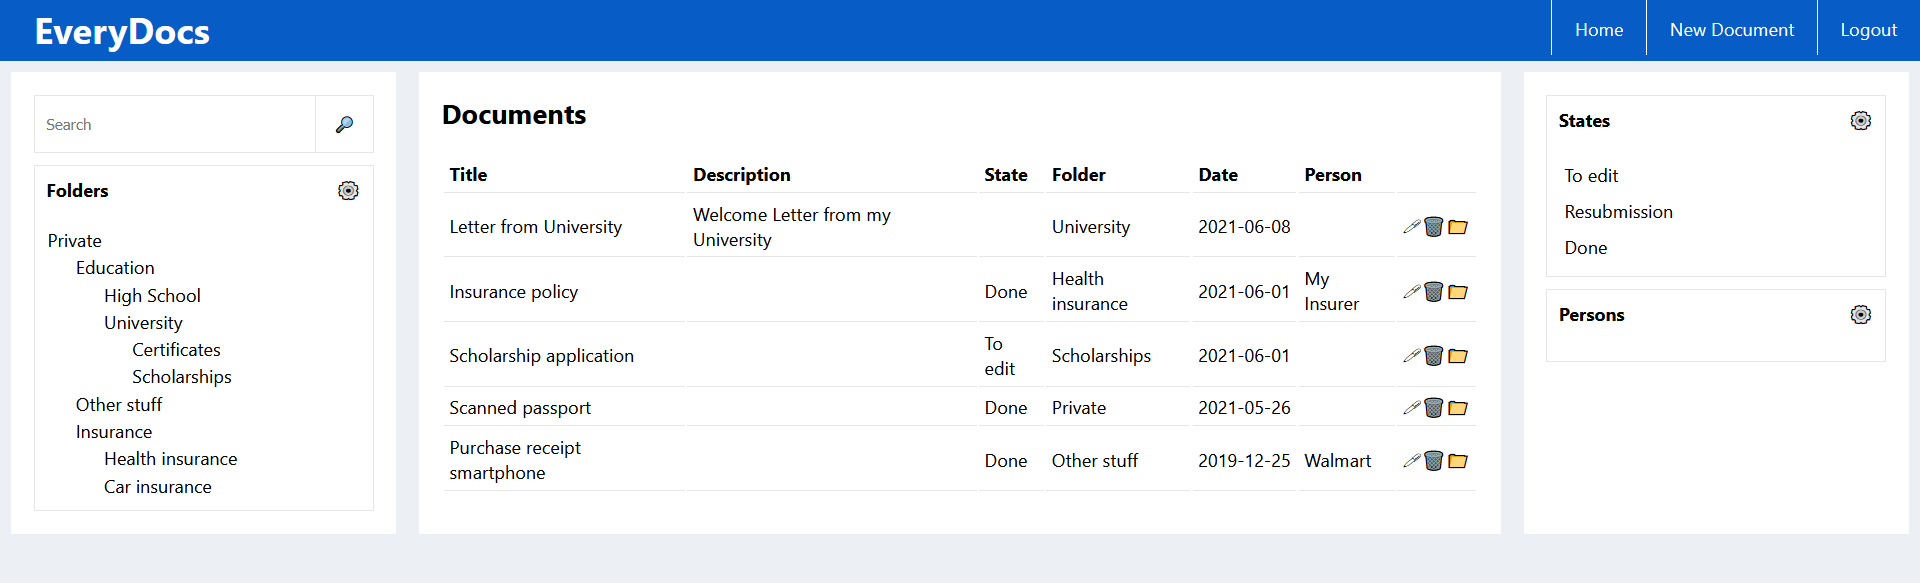 EveryDocs
Home New Document Logout
Search
Folders
Private
Education
High School
University
Certificates
Scholarships
Other stuff
Insurance
Health insurance
Car insurance
Documents
Title Description State Folder Date Person
Letter from University Welcome Letter from my University 2021-06-08
University
Insurance policy Done Health 2021-06-01 My
insurance Insurer
Scholarship application To Scholarships 2021-06-01
edit
Scanned passport Done Private 2021-05-26
Purchase receipt Done Other stuff 2019-12-25 Walmart
smartphone
States
To edit
Resubmission
Done
Persons